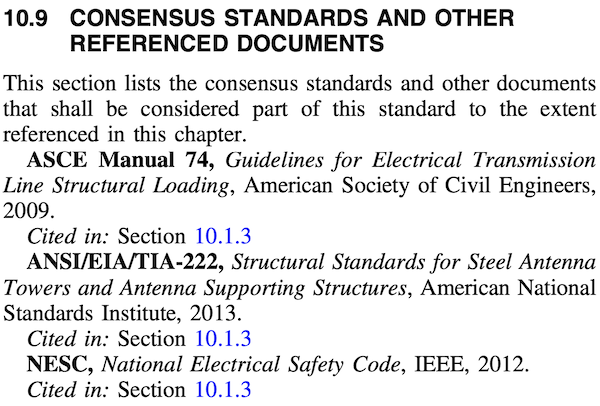 10.9 CONSENSUS STANDARDS AND OTHER
REFERENCED DOCUMENTS
This section lists the consensus standards and other documents
that shall be considered part of this standard to the extent
referenced in this chapter.
ASCE Manual 74, Guidelines for Electrical Transmission
Line Structural Loading, American Society of Civil Engineers,
2009.
Cited in: Section 10.1.3
ANSI/EIA/TIA-222, Structural Standards for Steel Antenna
Towers and Antenna Supporting Structures, American National
Standards Institute, 2013.
Cited in: Section 10.1.3
NESC, National Electrical Safety Code, IEEE, 2012.
Cited in: Section 10.1.3